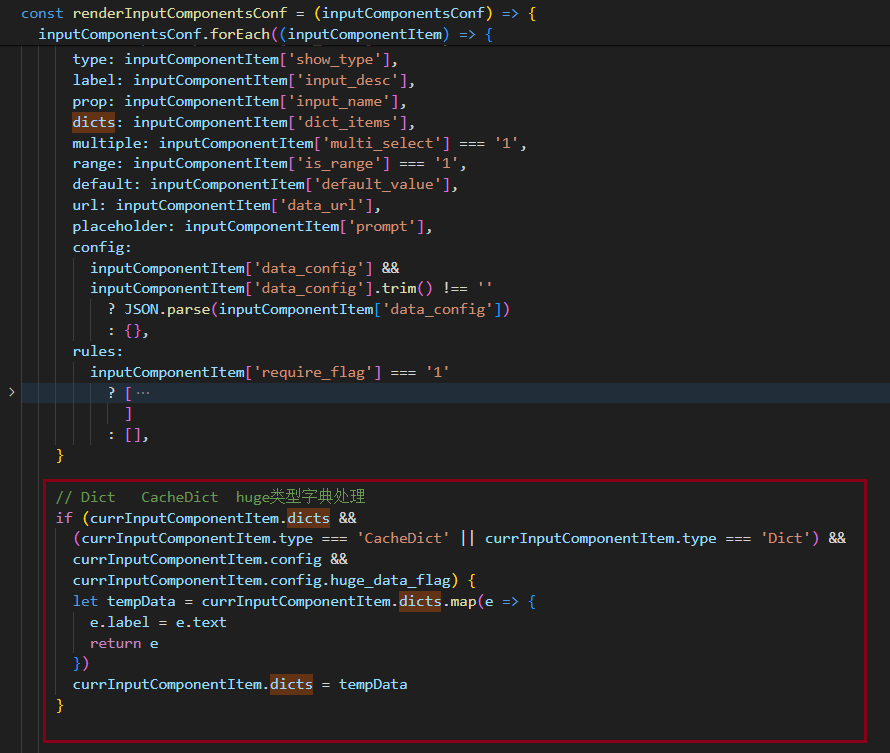 const renderInputComponentsConf = (inputComponentsConf) => {
inputComponentsConf.forEach((inputComponentItem) => {
type: inputComponentItem['show_type'],
label: inputComponentItem['input_desc'],
prop: inputComponentItem['input_name'],
dicts: inputComponentItem['dict_items'],
multiple: inputComponentItem['multi_select'] === '1',
range: inputComponentItem['is_range'] === '1',
default: inputComponentItem['default_value'],
url: inputComponentItem['data_url'],
placeholder: inputComponentItem['prompt'],
config:
inputComponentItem['data_config'] &&
inputComponentItem['data_config'].trim() !== ''
? JSON.parse(inputComponentItem['data_config'])
: {},
rules:
inputComponentItem['require_flag'] === '1'
? [ ⋯
]
: [],
}
// Dict   CacheDict  huge类型字典处理
if (currInputComponentItem.dicts &&
(currInputComponentItem.type === 'CacheDict' || currInputComponentItem.type === 'Dict') &&
currInputComponentItem.config &&
currInputComponentItem.config.huge_data_flag) {
let tempData = currInputComponentItem.dicts.map(e => {
e.label = e.text
return e
})
currInputComponentItem.dicts = tempData
}